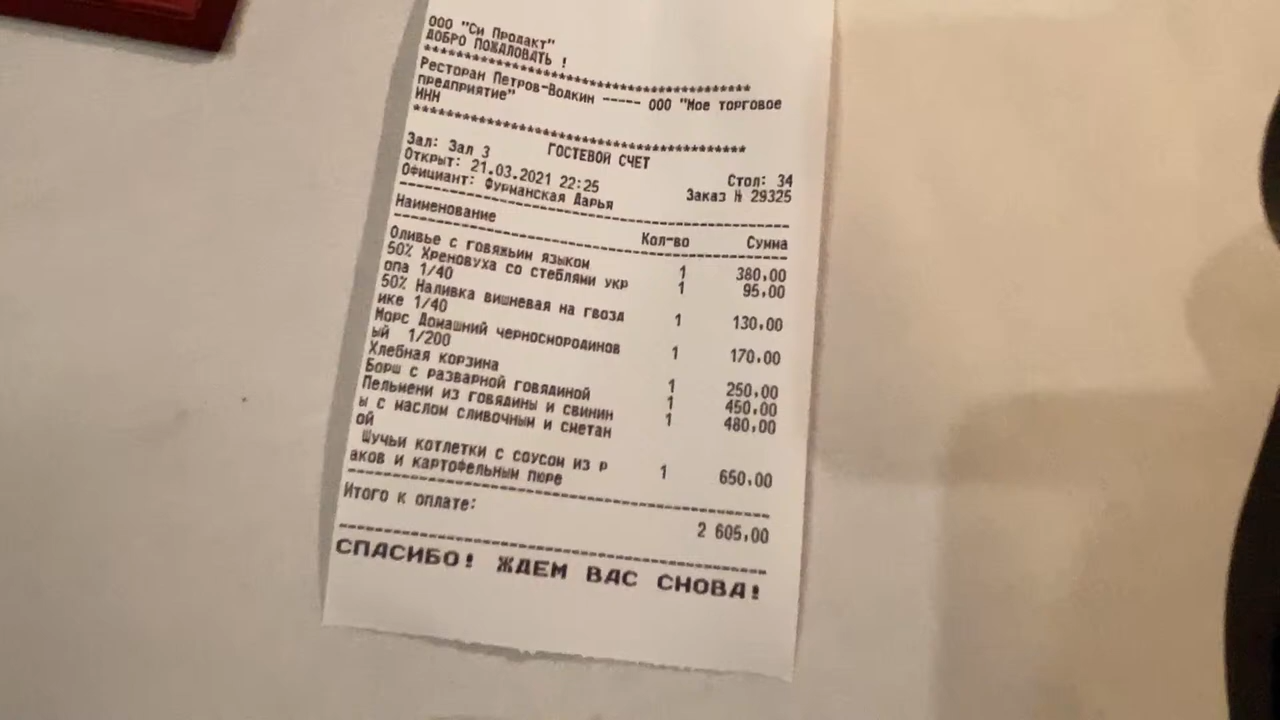 ООО "Си Продакт"
ДОБРО ПОЖАЛОВАТЬ !
****************************************
Ресторан Петров-Водкин ----- ООО "Мое торговое
предприятие"
ИНН
****************************************
ГОСТЕВОЙ СЧЕТ
Зал: Зал 3 Стол: 34
Открыт: 21.03.2021 22:25 Заказ № 29325
Официант: Фурманская Дарья
Наименование Кол-во Сумма
Оливье с говяжьим языком 1 380,00
50% Хреновуха со стеблями укр 1 95,00
опа 1/40
50% Наливка вишневая на гвозд 1 130,00
ике 1/40
Морс Домашний черносмородинов 1 170,00
ый 1/200
Хлебная корзина 1 250,00
Борщ с разварной говядиной 1 450,00
Пельмени из говядины и свинин 1 480,00
ы с маслом сливочным и сметан
ой
Щучьи котлетки с соусом из р 1 650,00
аков и картофельным пюре
Итого к оплате: 2 605,00
СПАСИБО! ЖДЕМ ВАС СНОВА!